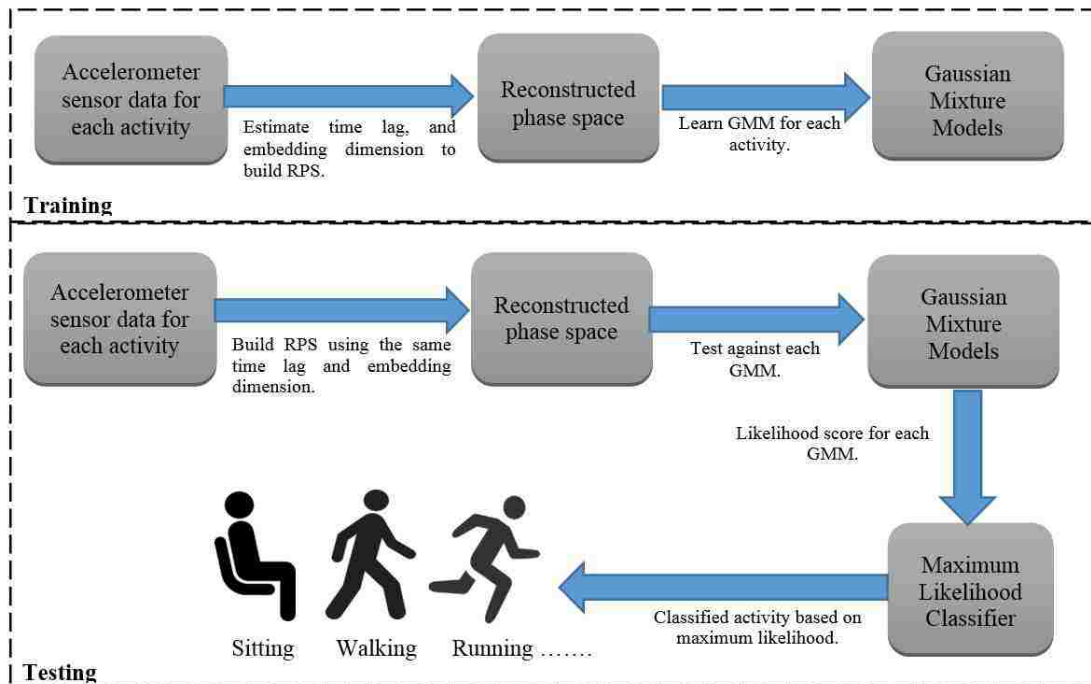 Accelerometer
sensor data for
each activity
Estimate time lag, and
embedding dimension to
build RPS.
Reconstructed
phase space
Learn GMM for each
activity.
Gaussian
Mixture
Models
Training
Accelerometer
sensor data for
each activity
Build RPS using the same
time lag and embedding
dimension.
Reconstructed
phase space
Test against each
GMM.
Gaussian
Mixture
Models
Likelihood score for each
GMM.
Maximum
Likelihood
Classifier
Classified activity based on
maximum likelihood.
Sitting Walking Running …….
Testing